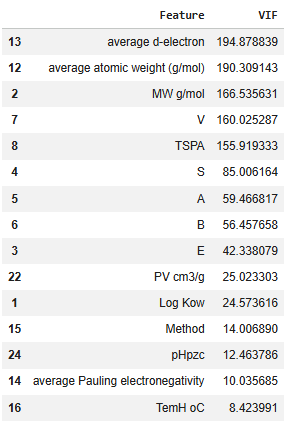 Feature VIF
13 average d-electron 194.878839
12 average atomic weight (g/mol) 190.309143
2 MW g/mol 166.535631
7 V 160.025287
8 TSPA 155.919333
4 S 85.006164
5 A 59.466817
6 B 56.457658
3 E 42.338079
22 PV cm3/g 25.023303
1 Log Kow 24.573616
15 Method 14.006890
24 pHpzc 12.463786
14 average Pauling electronegativity 10.035685
16 TemH oC 8.423991